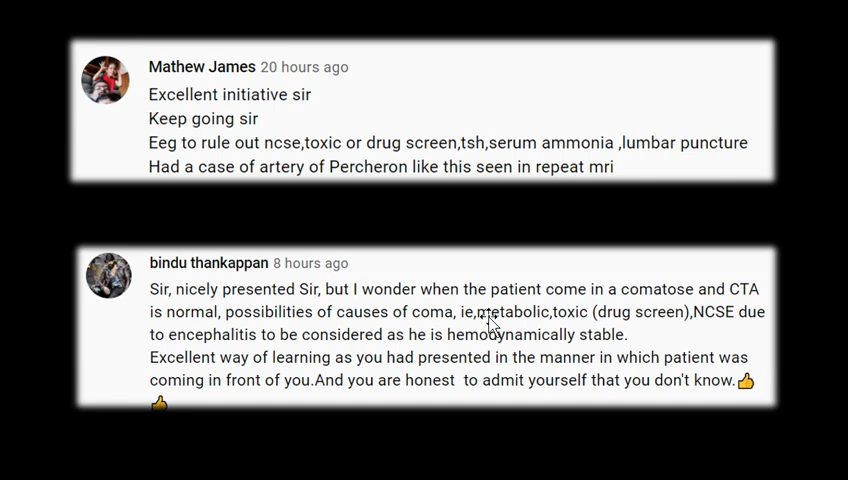 Mathew James 20 hours ago
Excellent initiative sir
Keep going sir
Eeg to rule out ncse,toxic or drug screen,tsh,serum ammonia ,lumbar puncture
Had a case of artery of Percheron like this seen in repeat mri
bindu thankappan 8 hours ago
Sir, nicely presented Sir, but I wonder when the patient come in a comatose and CTA
is normal, possibilities of causes of coma, ie,metabolic,toxic (drug screen),NCSE due
to encephalitis to be considered as he is hemodynamically stable.
Excellent way of learning as you had presented in the manner in which patient was
coming in front of you.And you are honest  to admit yourself that you don't know.👍
👍